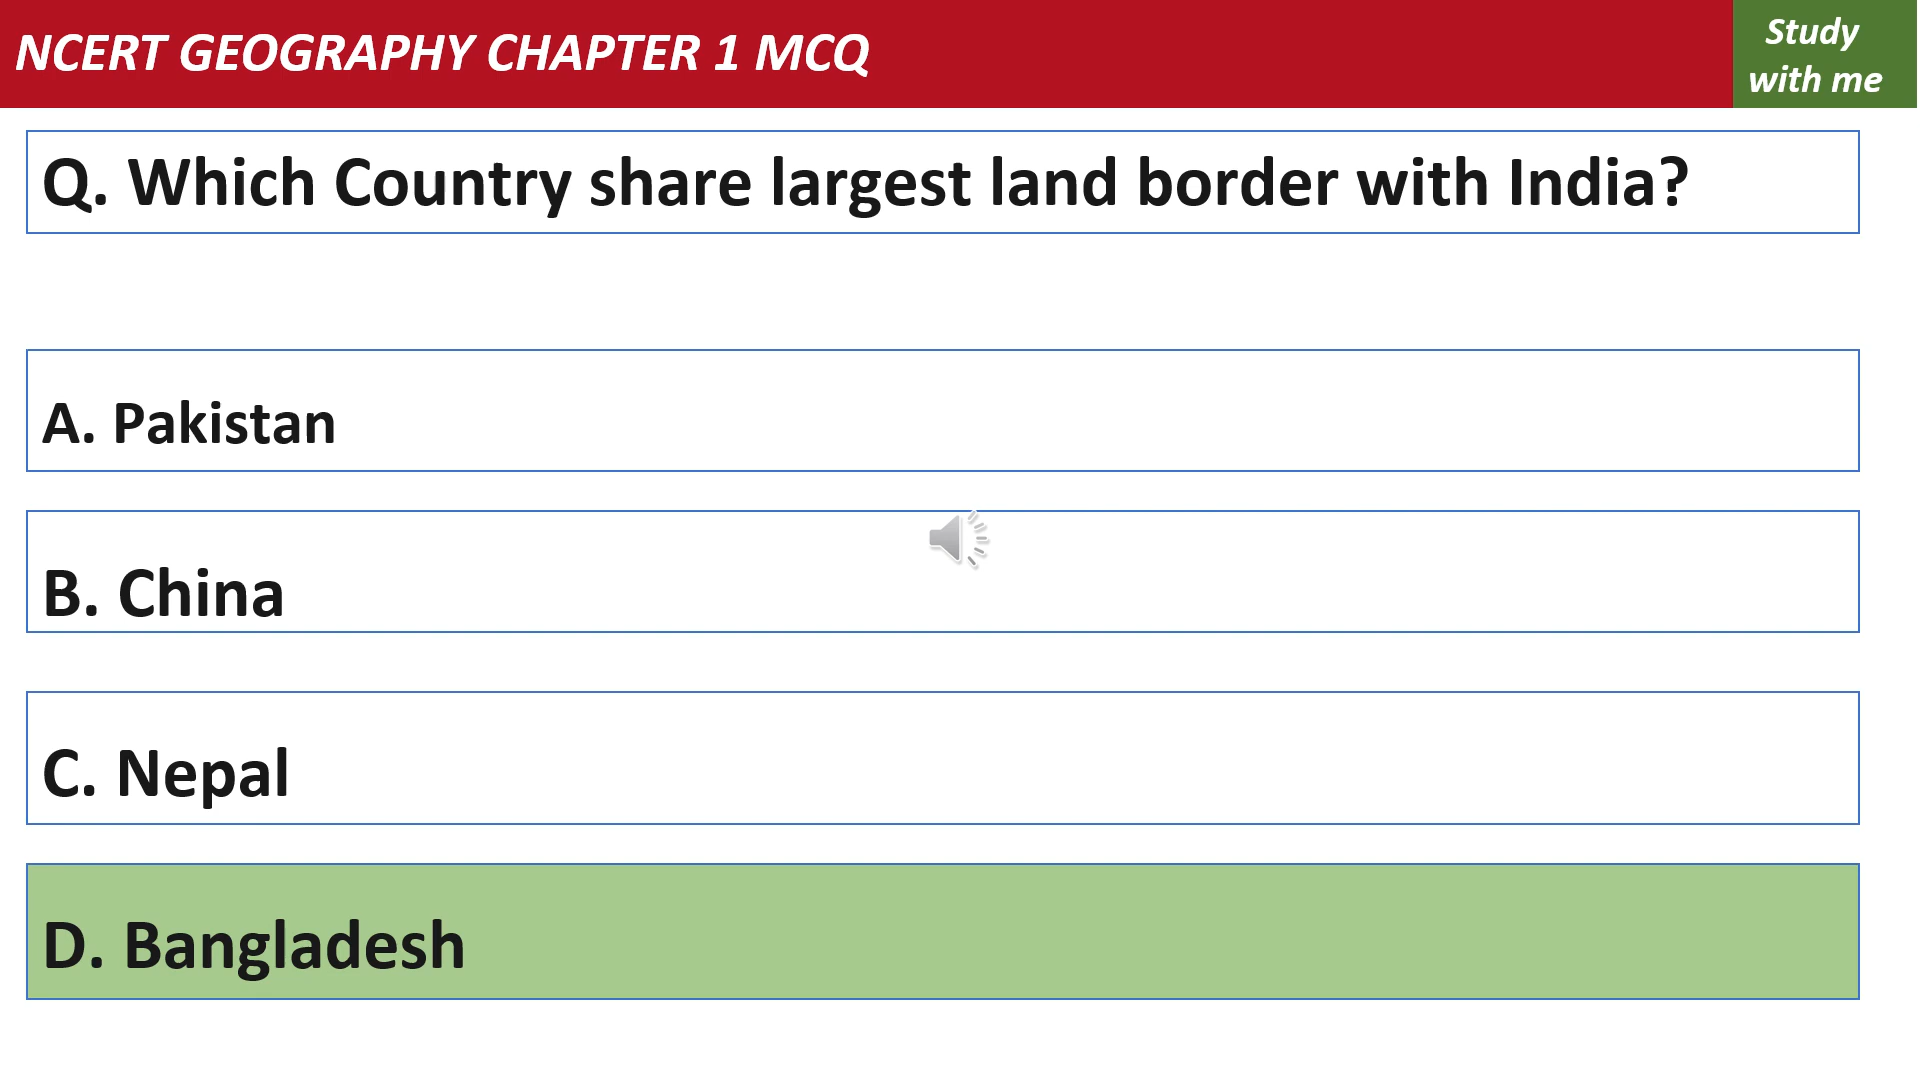 NCERT GEOGRAPHY CHAPTER 1 MCQ
Study
with me
Q. Which Country share largest land border with India?
A. Pakistan
B. China
C. Nepal
D. Bangladesh